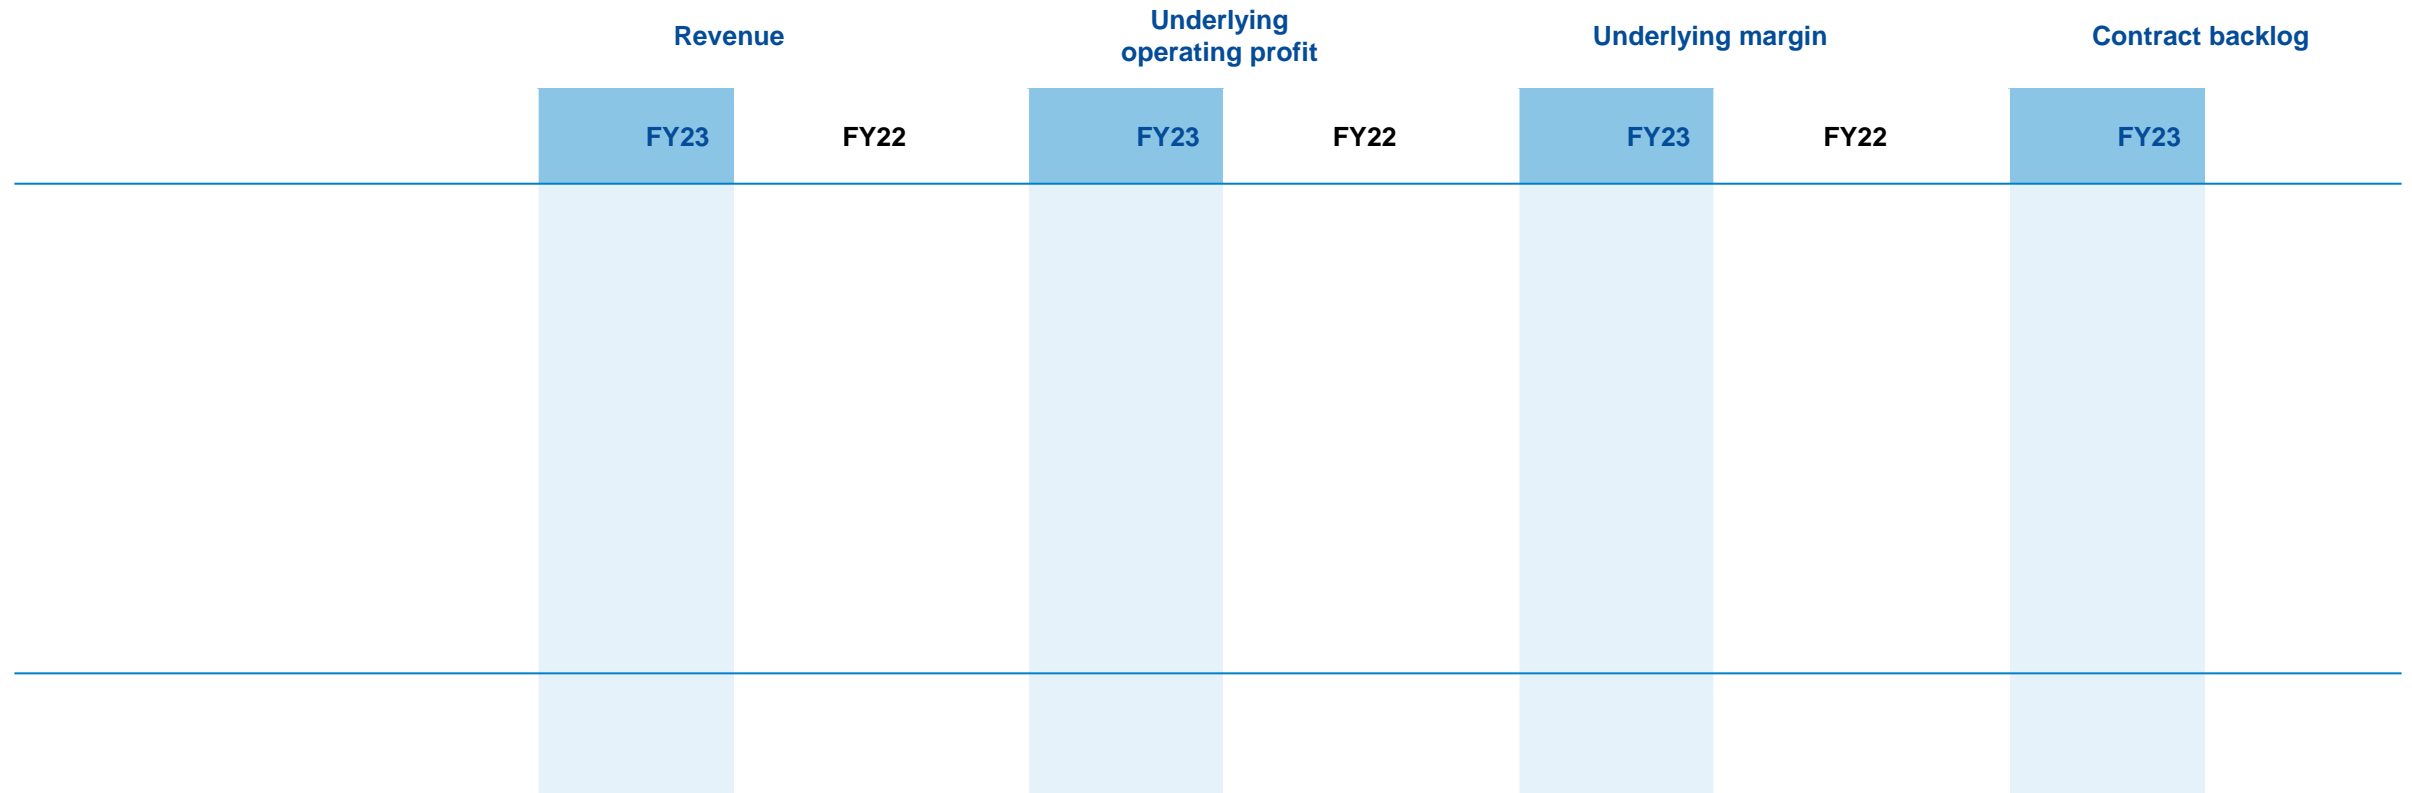 Revenue
Underlying
operating profit
Underlying margin
Contract backlog
FY23 FY22 FY23 FY22 FY23 FY22 FY23